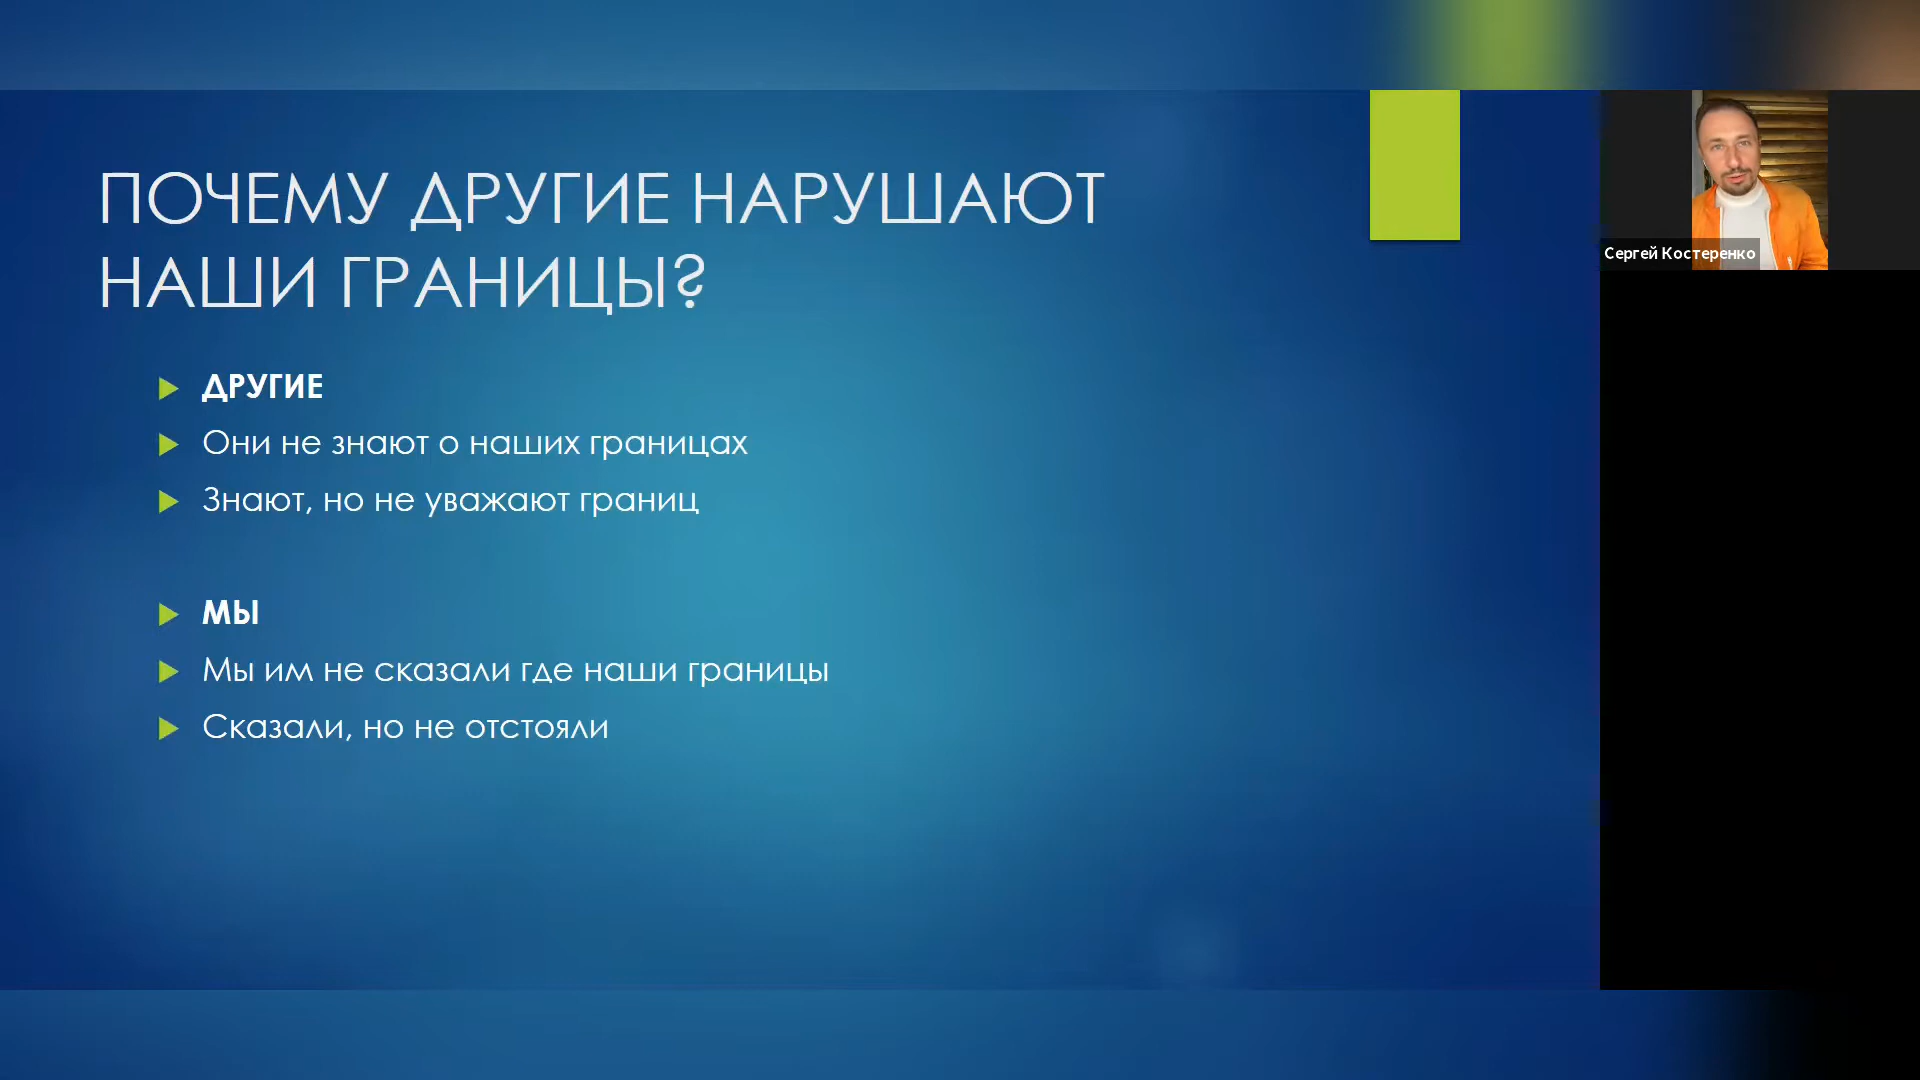 ПОЧЕМУ ДРУГИЕ НАРУШАЮТ
НАШИ ГРАНИЦЫ?
ДРУГИЕ
Они не знают о наших границах
Знают, но не уважают границ
МЫ
Мы им не сказали где наши границы
Сказали, но не отстояли
Сергей Костеренко